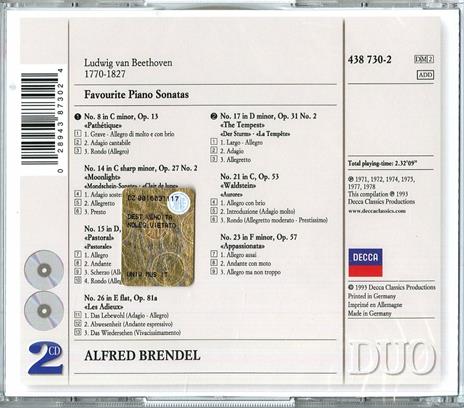 Ludwig van Beethoven
1770-1827
438 730-2
DM 2
ADD
Favourite Piano Sonatas
1 No. 8 in C minor, Op. 13
«Pathétique»
1. Grave - Allegro di molto e con brio
2. Adagio cantabile
3. Rondo (Allegro)
No. 14 in C sharp minor, Op. 27 No. 2
«Moonlight»
«Mondschein-Sonate» «Clair de lune»
1. Adagio
2. Allegretto
3. Presto
No. 15 in D,
«Pastoral»
«Pastorale»
1. Allegro
2. Andante
3. Scherzo
4. Rondo
No. 26 in E flat, Op. 81a
«Les Adieux»
1. Das Lebewohl (Adagio - Allegro)
2. Abwesenheit (Andante espressivo)
3. Das Wiedersehen (Vivacissimamente)
2 No. 17 in D minor, Op. 31 No. 2
«The Tempest»
«Der Sturm» · «La Tempête»
1. Largo - Allegro
2. Adagio
3. Allegretto
No. 21 in C, Op. 53
«Waldstein»
«Aurore»
1. Allegro con brio
2. Introduzione (Adagio molto)
3. Rondo (Allegretto moderato - Prestissimo)
No. 23 in F minor, Op. 57
«Appassionata»
1. Allegro assai
2. Andante con moto
3. Allegro ma non troppo
DEST. VENDITA
NOLEG.VIETATO
Total playing-time: 2.32'09"
℗ 1971, 1972, 1974, 1975,
1977, 1978
This compilation ℗ 1993
Decca Classics Productions
www.deccaclassics.com
DECCA
© 1993 Decca Classics Productions
Printed in Germany
Imprimé en Allemagne
Made in Germany
2 CD
ALFRED BRENDEL
DUO
0 28943 87302 4